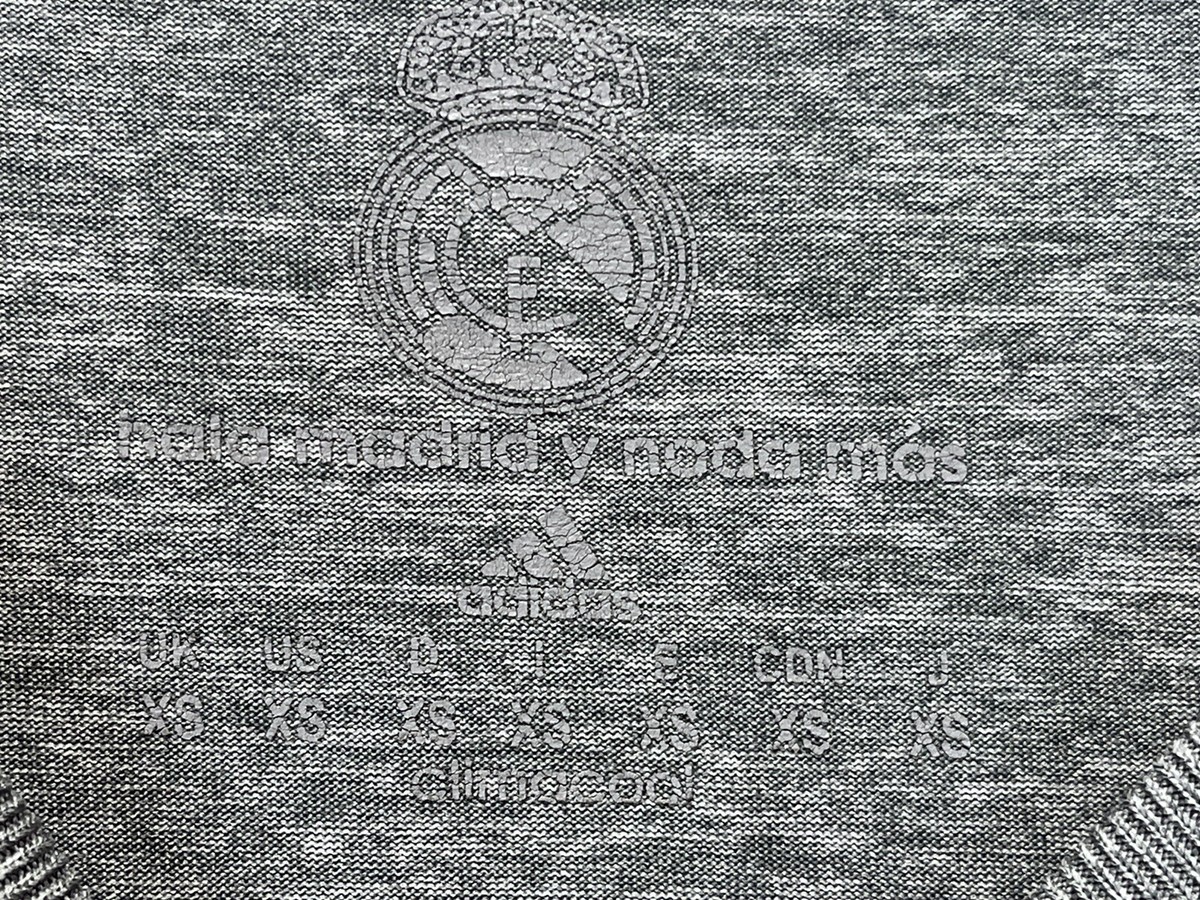 hala madrid y nada más
adidas
UK US D I E CDN J
XS XS XS XS XS XS XS
climacool